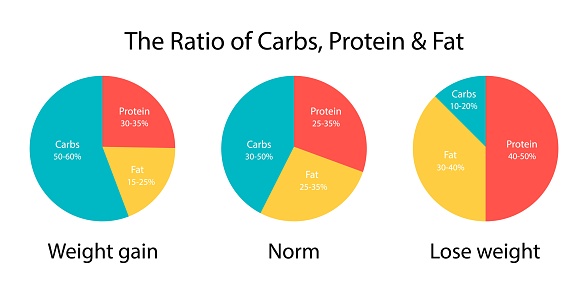 The Ratio of Carbs, Protein & Fat
Protein
30-35%
Carbs
50-60%
Fat
15-25%
Weight gain
Protein
25-35%
Carbs
30-50%
Fat
25-35%
Norm
Carbs
10-20%
Protein
40-50%
Fat
30-40%
Lose weight